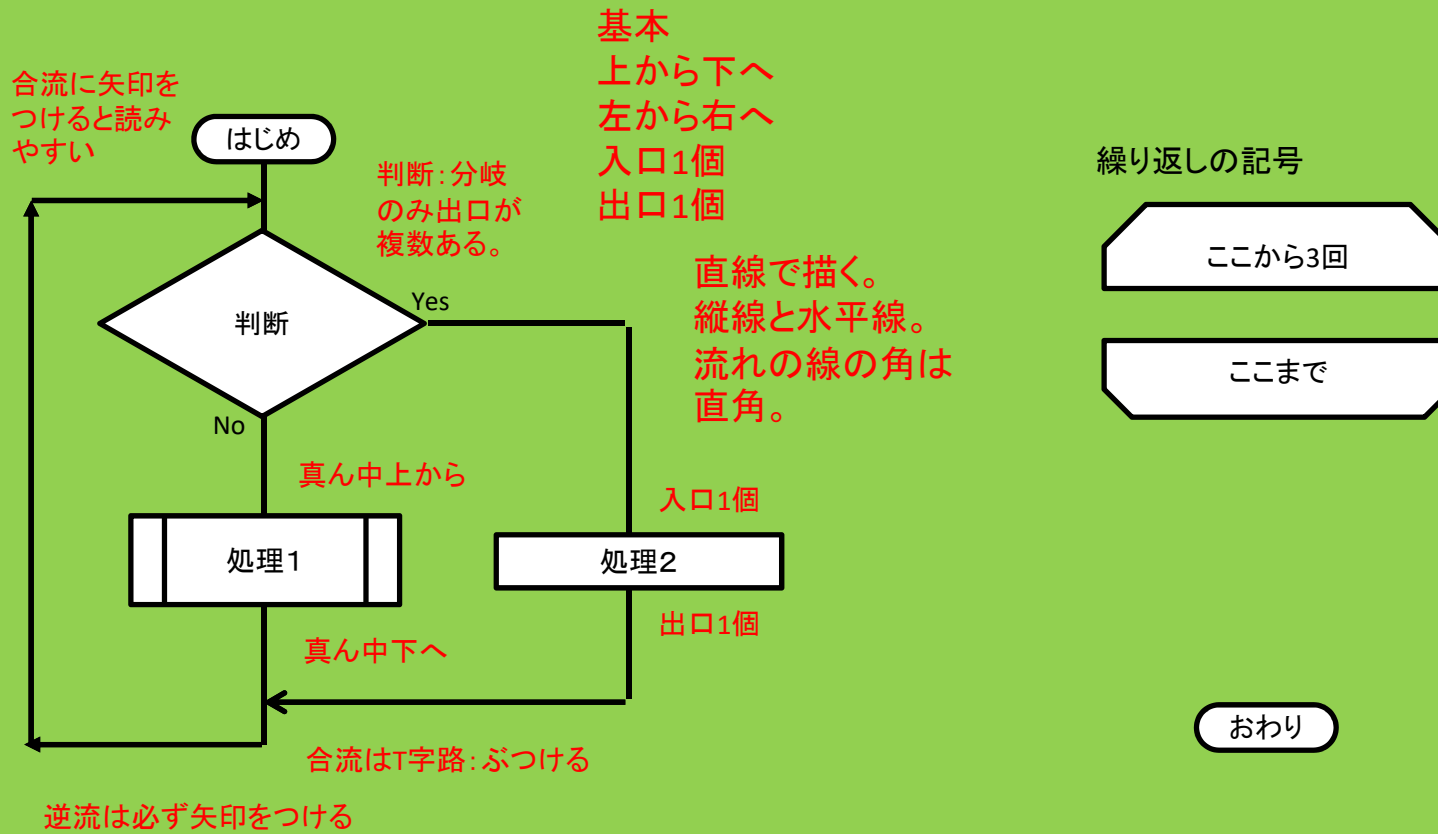 基本
上から下へ
左から右へ
入口1個
出口1個
合流に矢印を
つけると読み
やすい
はじめ
判断：分岐
のみ出口が
複数ある。
繰り返しの記号
ここから3回
ここまで
直線で描く。
縦線と水平線。
流れの線の角は
直角。
判断
Yes
No
真ん中上から
入口1個
処理１
処理２
出口1個
真ん中下へ
合流はT字路：ぶつける
逆流は必ず矢印をつける
おわり